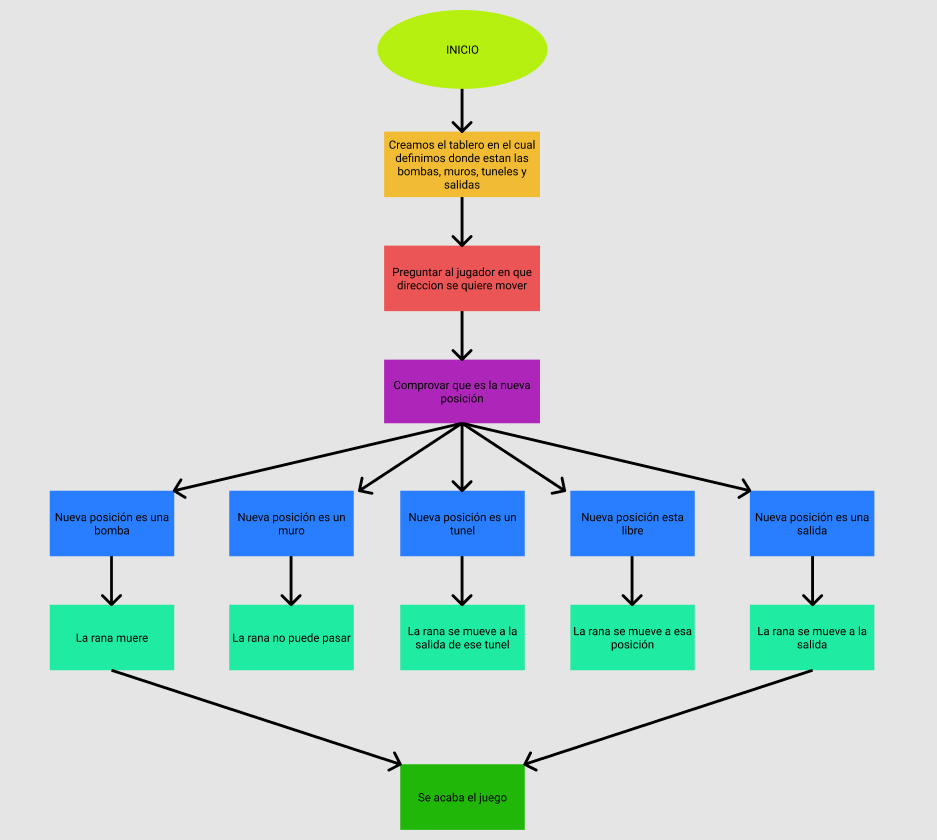 INICIO
Creamos el tablero en el cual
definimos donde estan las
bombas, muros, tuneles y
salidas
Preguntar al jugador en que
direccion se quiere mover
Comprovar que es la nueva
posición
Nueva posición es una
bomba
Nueva posición es un
muro
Nueva posición es un
tunel
Nueva posición esta
libre
Nueva posición es una
salida
La rana muere
La rana no puede pasar
La rana se mueve a la
salida de ese tunel
La rana se mueve a esa
posición
La rana se mueve a la
salida
Se acaba el juego